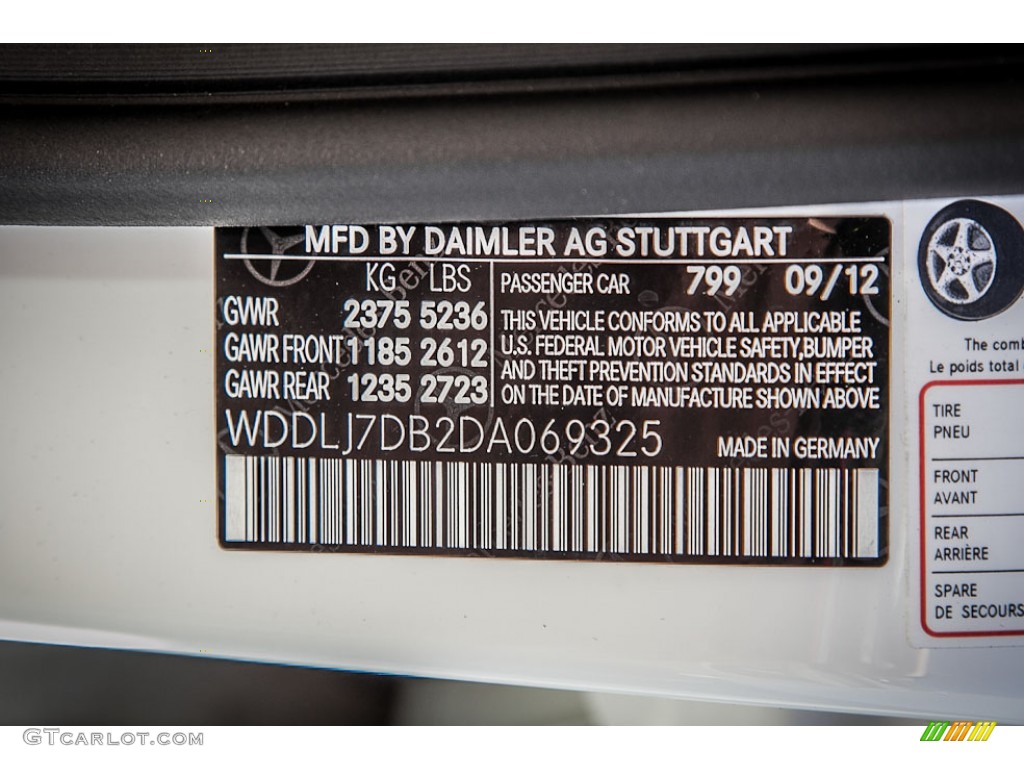 MFD BY DAIMLER AG STUTTGART
KG LBS
GVWR 2375 5236
GAWR FRONT 1185 2612
GAWR REAR 1235 2723
PASSENGER CAR 799 09/12
THIS VEHICLE CONFORMS TO ALL APPLICABLE
U.S. FEDERAL MOTOR VEHICLE SAFETY,BUMPER
AND THEFT PREVENTION STANDARDS IN EFFECT
ON THE DATE OF MANUFACTURE SHOWN ABOVE
WDDLJ7DB2DA069325 MADE IN GERMANY
The comb
Le poids total
TIRE
PNEU
FRONT
AVANT
REAR
ARRIÈRE
SPARE
DE SECOURS
GTCARLOT.COM